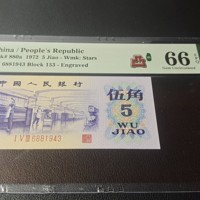 China / People's Republic
Pick# 880a 1972 5 Jiao - Wmk: Stars
S/N 8881943 Block 153 - Engraved
66
中国人民银行
伍角
5
WU JIAO
I V III 8881943